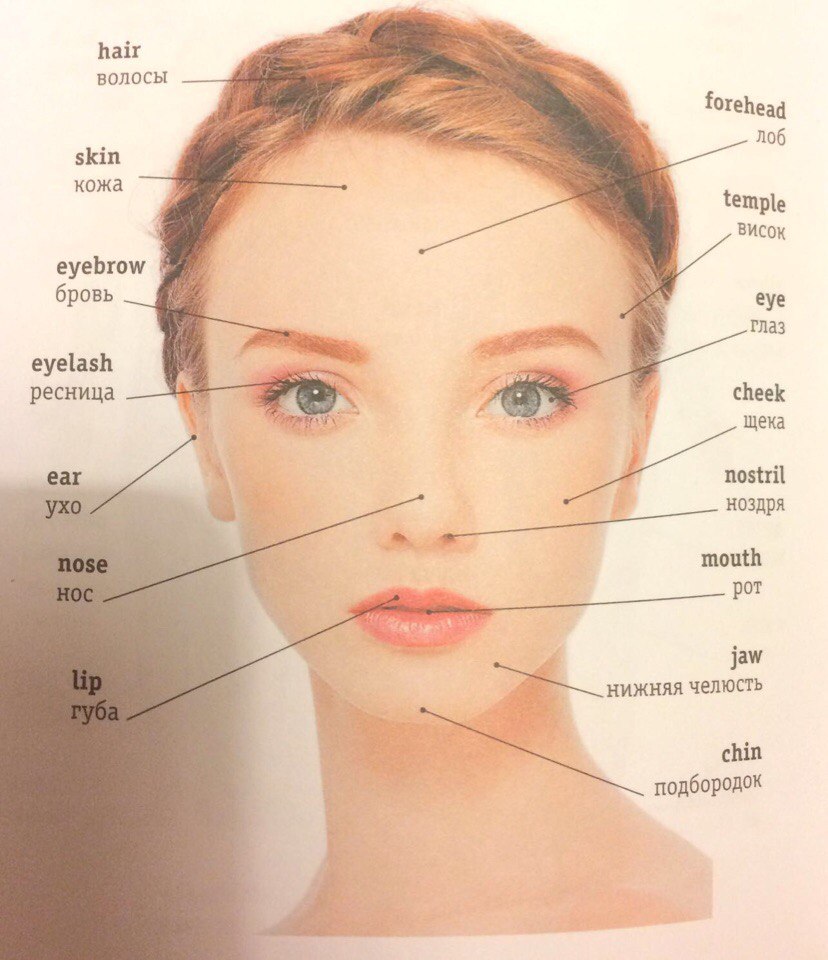 hair
волосы
skin
кожа
eyebrow
бровь
eyelash
ресница
ear
ухо
nose
нос
lip
губа
forehead
лоб
temple
висок
eye
глаз
cheek
щека
nostril
ноздря
mouth
рот
jaw
нижняя челюсть
chin
подбородок